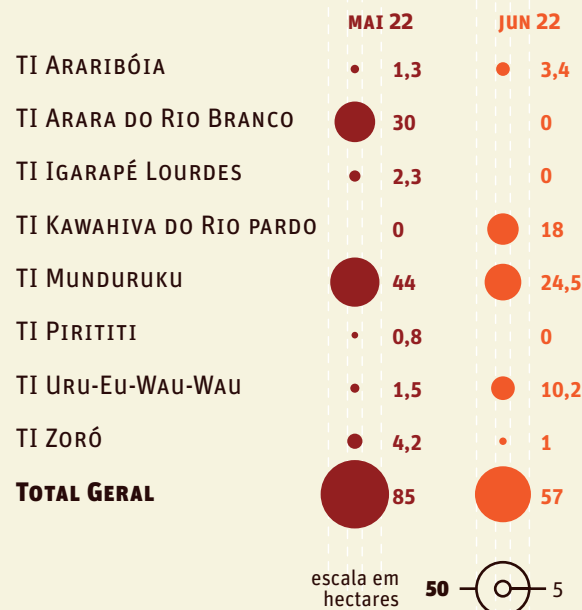 MAI 22 JUN 22
TI ARARIBÓIA 1,3 3,4
TI ARARA DO RIO BRANCO 30 0
TI IGARAPÉ LOURDES 2,3 0
TI KAWAHIVA DO RIO PARDO 0 18
TI MUNDURUKU 44 24,5
TI PIRITITI 0,8 0
TI URU-EU-WAU-WAU 1,5 10,2
TI ZORÓ 4,2 1
TOTAL GERAL 85 57
escala em
hectares 50 5